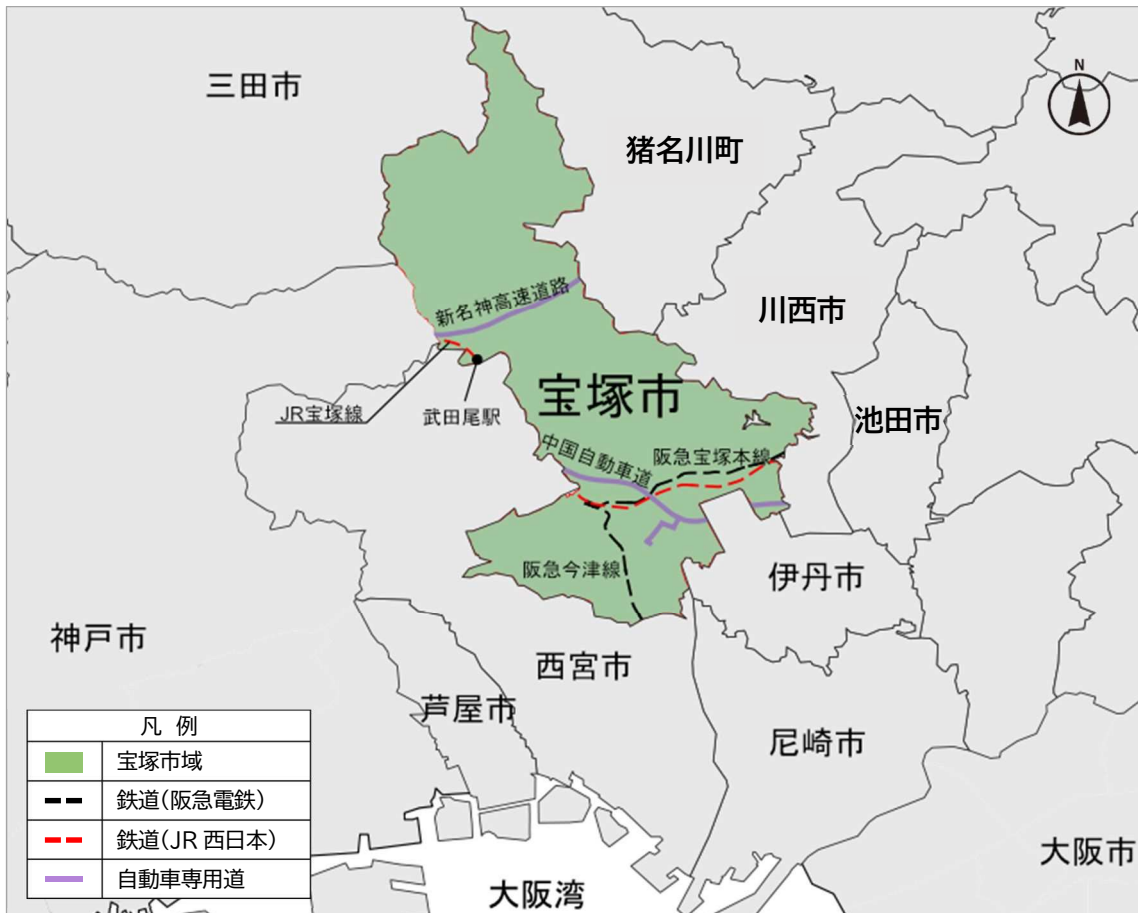 三田市
N
猪名川町
川西市
新名神高速道路
宝塚市
池田市
JR宝塚線
武田尾駅
中国自動車道
阪急宝塚本線
阪急今津線
伊丹市
神戸市
西宮市
芦屋市
尼崎市
大阪市
大阪湾
凡 例
宝塚市域
鉄道(阪急電鉄)
鉄道(JR 西日本)
自動車専用道